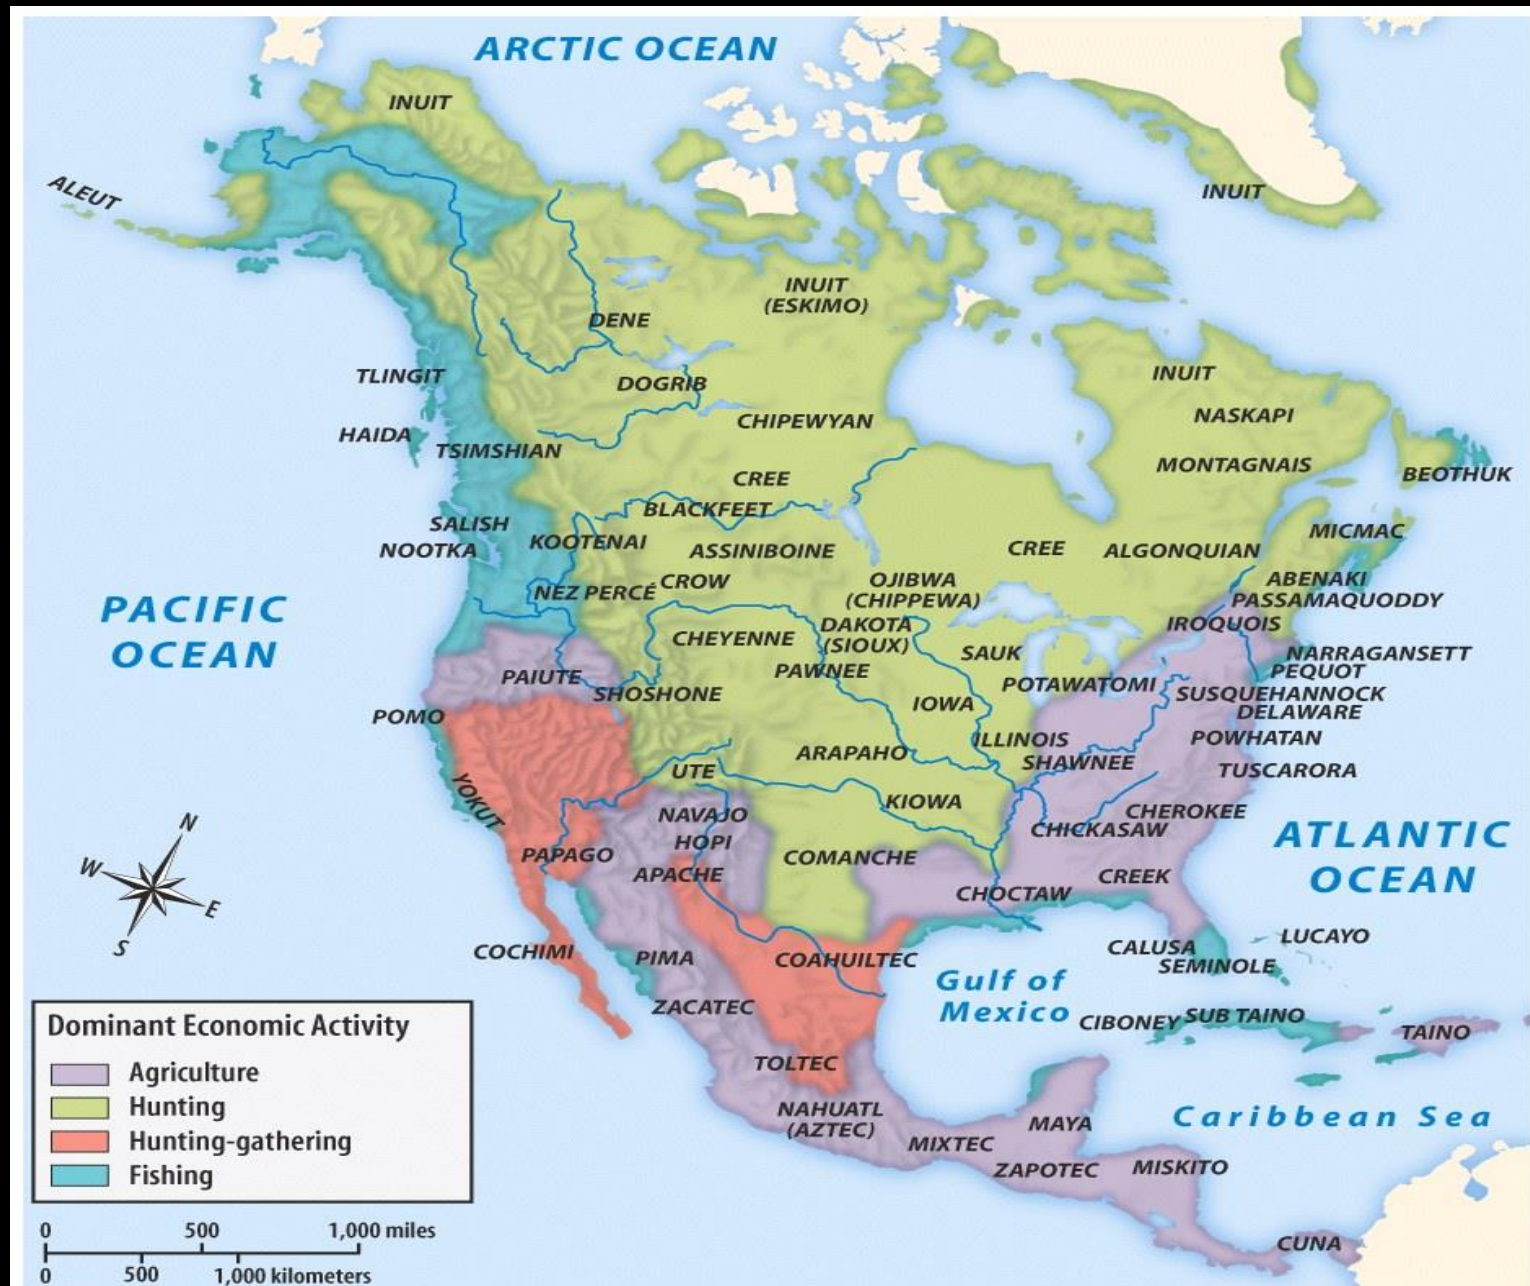 ARCTIC OCEAN
INUIT
ALEUT
INUIT
INUIT
(ESKIMO)
DENE
TLINGIT
DOGRIB
INUIT
HAIDA
TSIMSHIAN
CHIPEWYAN
NASKAPI
CREE
MONTAGNAIS
BEOTHUK
BLACKFEET
SALISH
NOOTKA
KOOTENAI
ASSINIBOINE
CREE
ALGONQUIAN
MICMAC
NEZ PERCÉ
CROW
OJIBWA
(CHIPPEWA)
ABENAKI
PASSAMAQUODDY
PACIFIC
OCEAN
CHEYENNE
DAKOTA
(SIOUX)
IROQUOIS
SAUK
NARRAGANSETT
PEQUOT
PAIUTE
PAWNEE
SHOSHONE
POTAWATOMI
SUSQUEHANNOCK
DELAWARE
IOWA
POMO
ILLINOIS
POWHATAN
ARAPAHO
SHAWNEE
TUSCARORA
UTE
YOKUT
KIOWA
NAVAJO
CHEROKEE
CHICKASAW
HOPI
ATLANTIC
OCEAN
PAPAGO
COMANCHE
APACHE
CREEK
CHOCTAW
N
W
E
S
COCHIMI
PIMA
COAHUILTEC
CALUSA
SEMINOLE
LUCAYO
Gulf of
Mexico
ZACATEC
CIBONEY
SUB TAINO
TAINO
TOLTEC
NAHUATL
(AZTEC)
MIXTEC
MAYA
Caribbean Sea
ZAPOTEC
MISKITO
CUNA
Dominant Economic Activity
Agriculture
Hunting
Hunting-gathering
Fishing
0 500 1,000 miles
0 500 1,000 kilometers